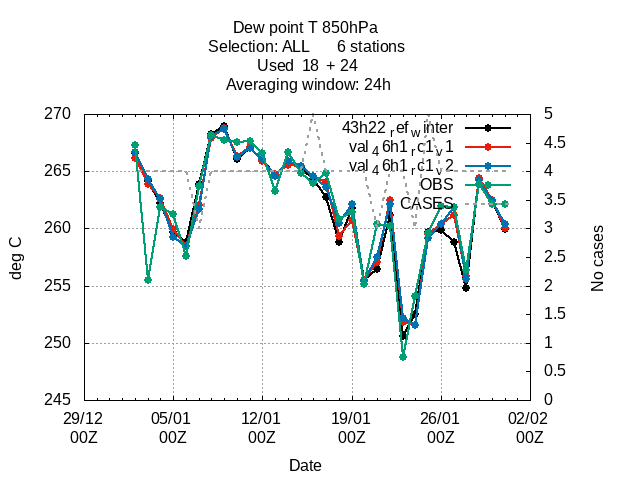 Dew point T 850hPa
Selection: ALL 6 stations
Used 18 + 24
Averaging window: 24h
270 5
43h22_ref_winter
4.5
val_46h1_rc1_v1
265 val_46h1_rc1_v2 4
OBS
CASES 3.5
260 3
deg C
No cases
2.5
255 2
1.5
250 1
0.5
245 0
29/12 05/01 12/01 19/01 26/01 02/02
00Z 00Z 00Z 00Z 00Z 00Z
Date